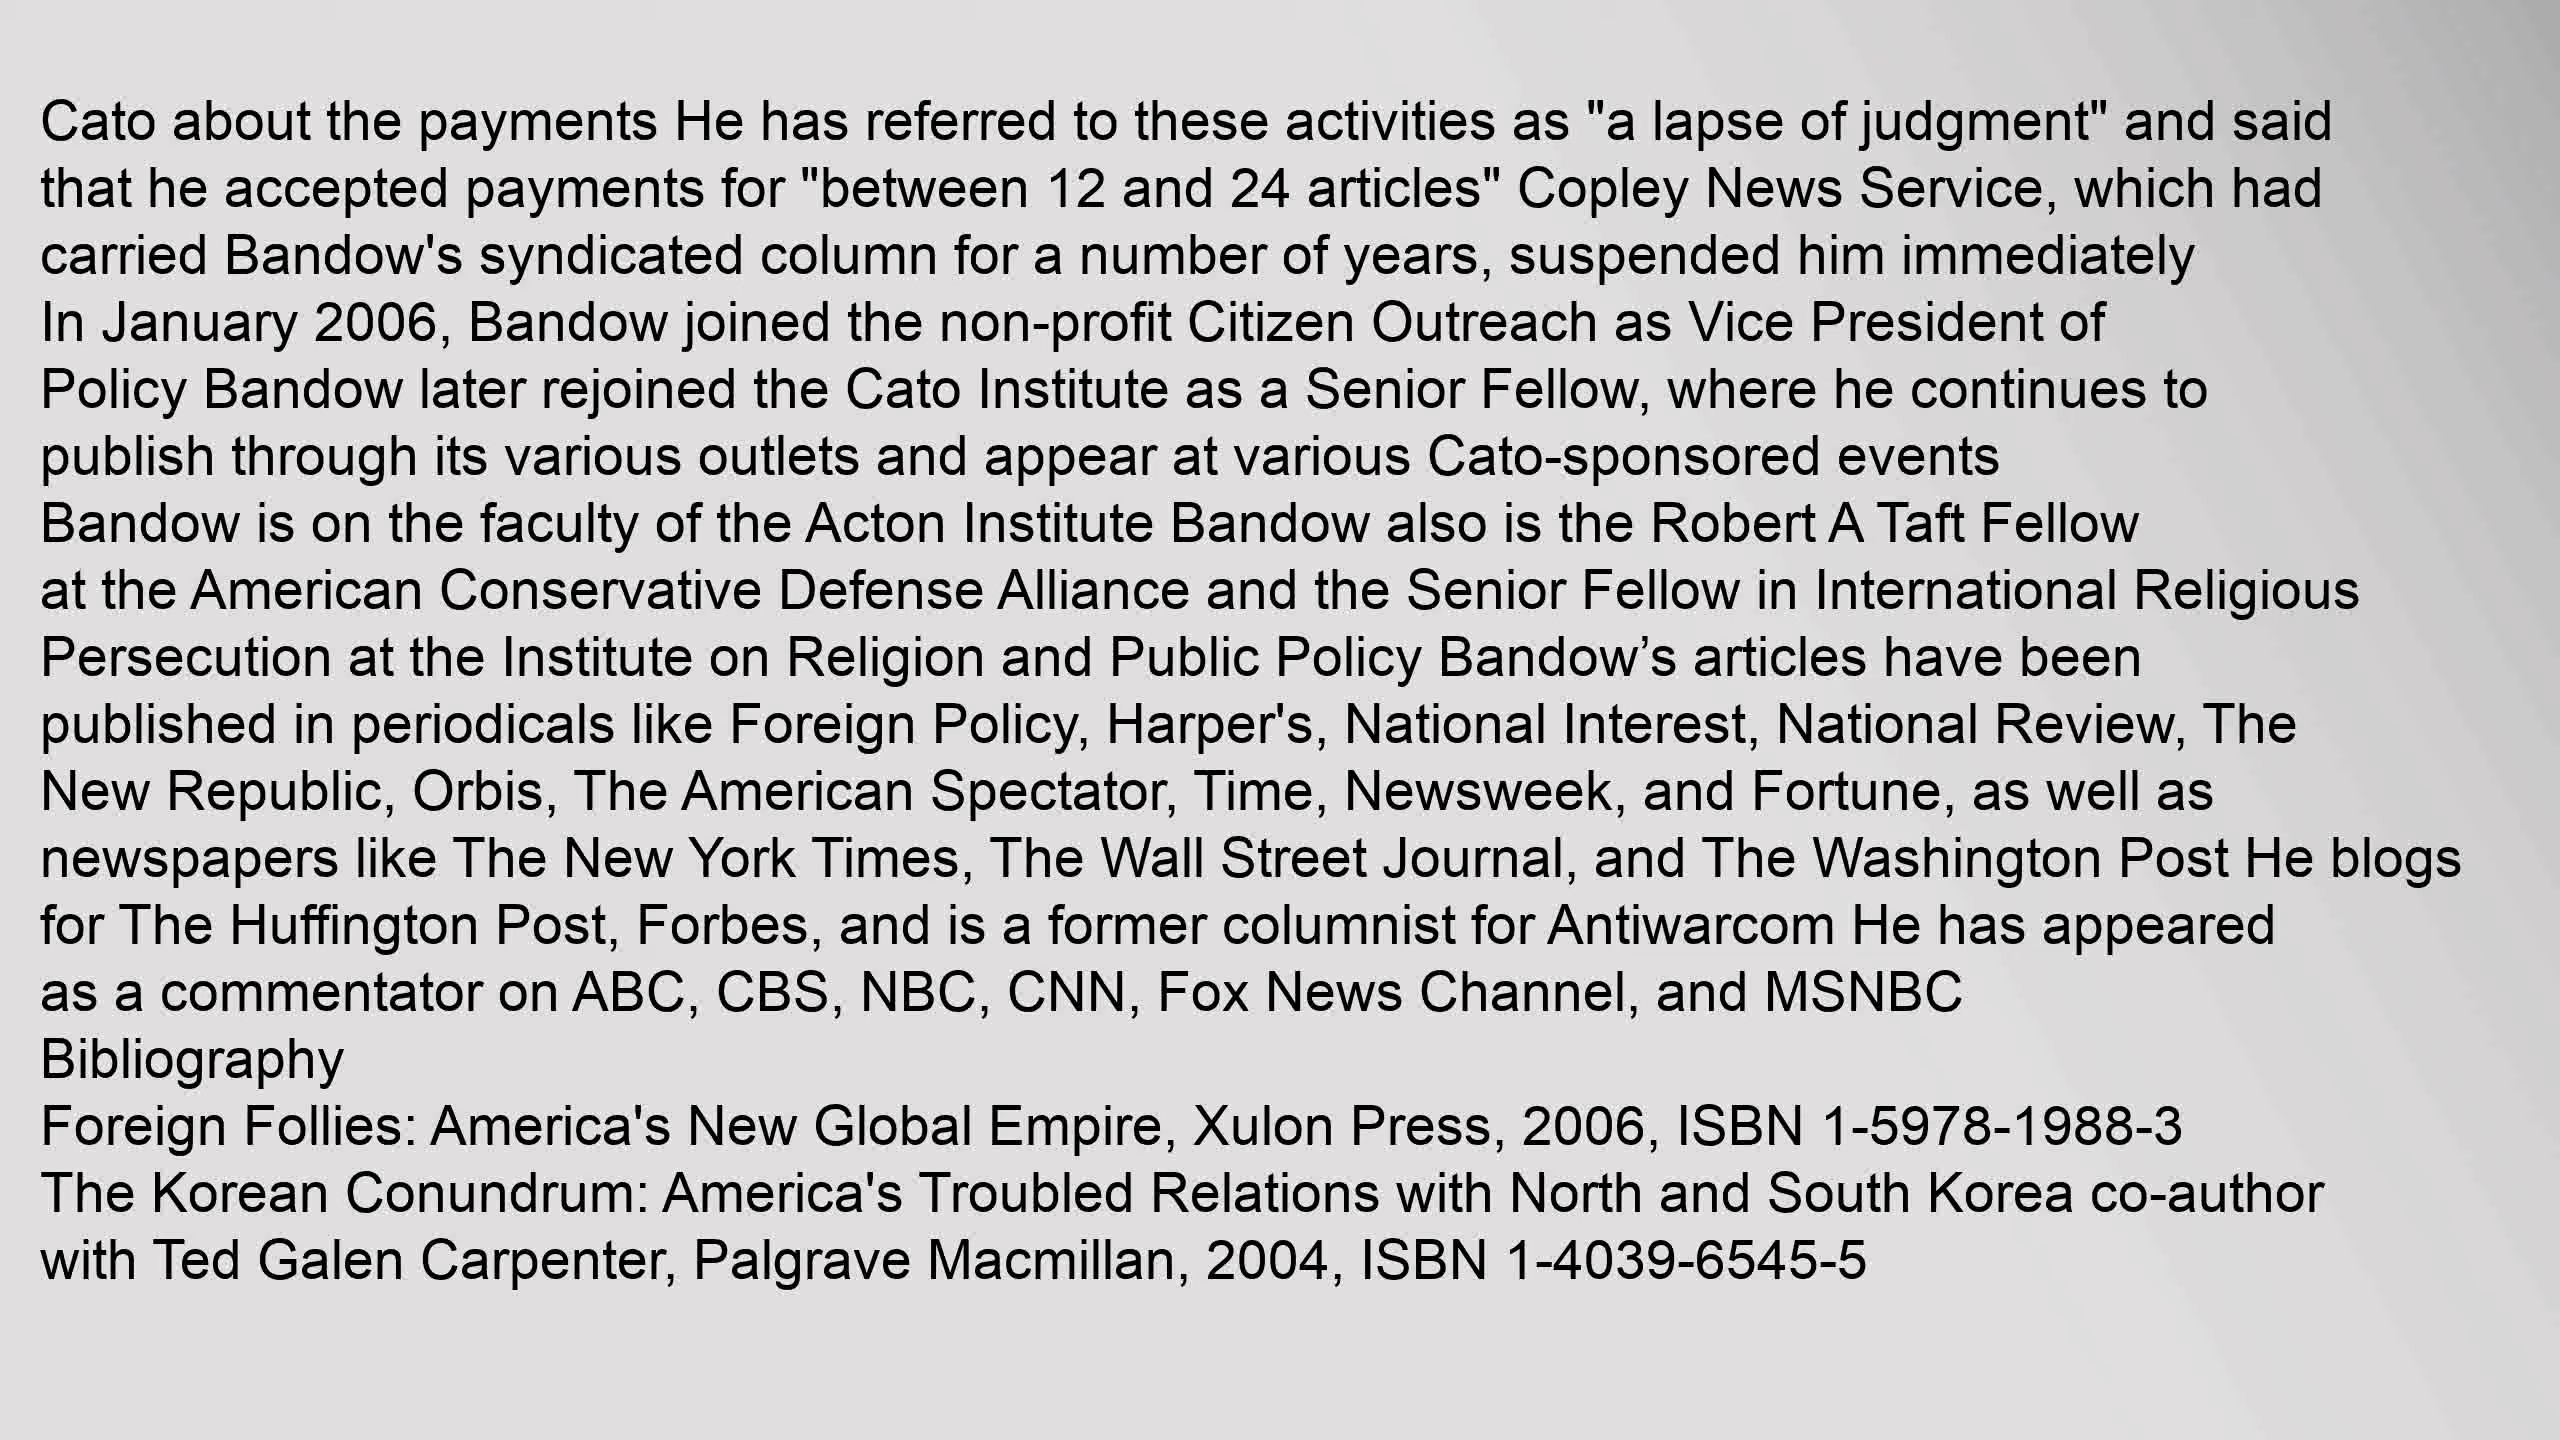 Cato about the payments He has referred to these activities as "a lapse of judgment" and said
that he accepted payments for "between 12 and 24 articles" Copley News Service, which had
carried Bandow's syndicated column for a number of years, suspended him immediately
In January 2006, Bandow joined the non-profit Citizen Outreach as Vice President of
Policy Bandow later rejoined the Cato Institute as a Senior Fellow, where he continues to
publish through its various outlets and appear at various Cato-sponsored events
Bandow is on the faculty of the Acton Institute Bandow also is the Robert A Taft Fellow
at the American Conservative Defense Alliance and the Senior Fellow in International Religious
Persecution at the Institute on Religion and Public Policy Bandow’s articles have been
published in periodicals like Foreign Policy, Harper's, National Interest, National Review, The
New Republic, Orbis, The American Spectator, Time, Newsweek, and Fortune, as well as
newspapers like The New York Times, The Wall Street Journal, and The Washington Post He blogs
for The Huffington Post, Forbes, and is a former columnist for Antiwarcom He has appeared
as a commentator on ABC, CBS, NBC, CNN, Fox News Channel, and MSNBC
Bibliography
Foreign Follies: America's New Global Empire, Xulon Press, 2006, ISBN 1-5978-1988-3
The Korean Conundrum: America's Troubled Relations with North and South Korea co-author
with Ted Galen Carpenter, Palgrave Macmillan, 2004, ISBN 1-4039-6545-5